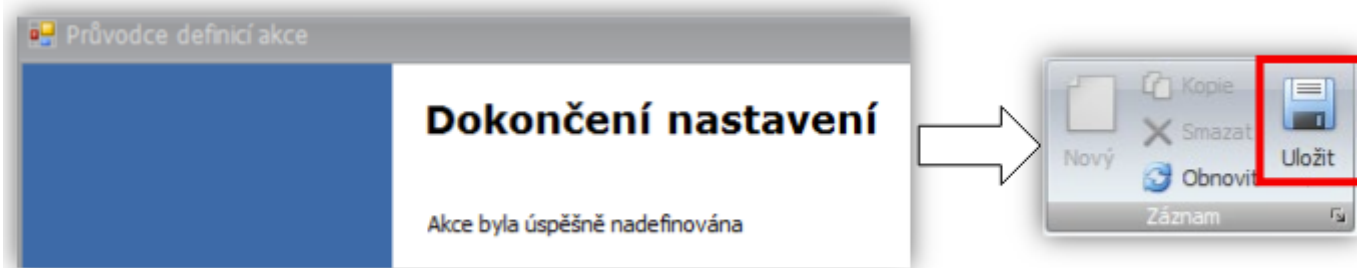 Průvodce definicí akce
Dokončení nastavení
Akce byla úspěšně nadefinována
Nový
Kopie
Smazat
Obnovit
Uložit
Záznam